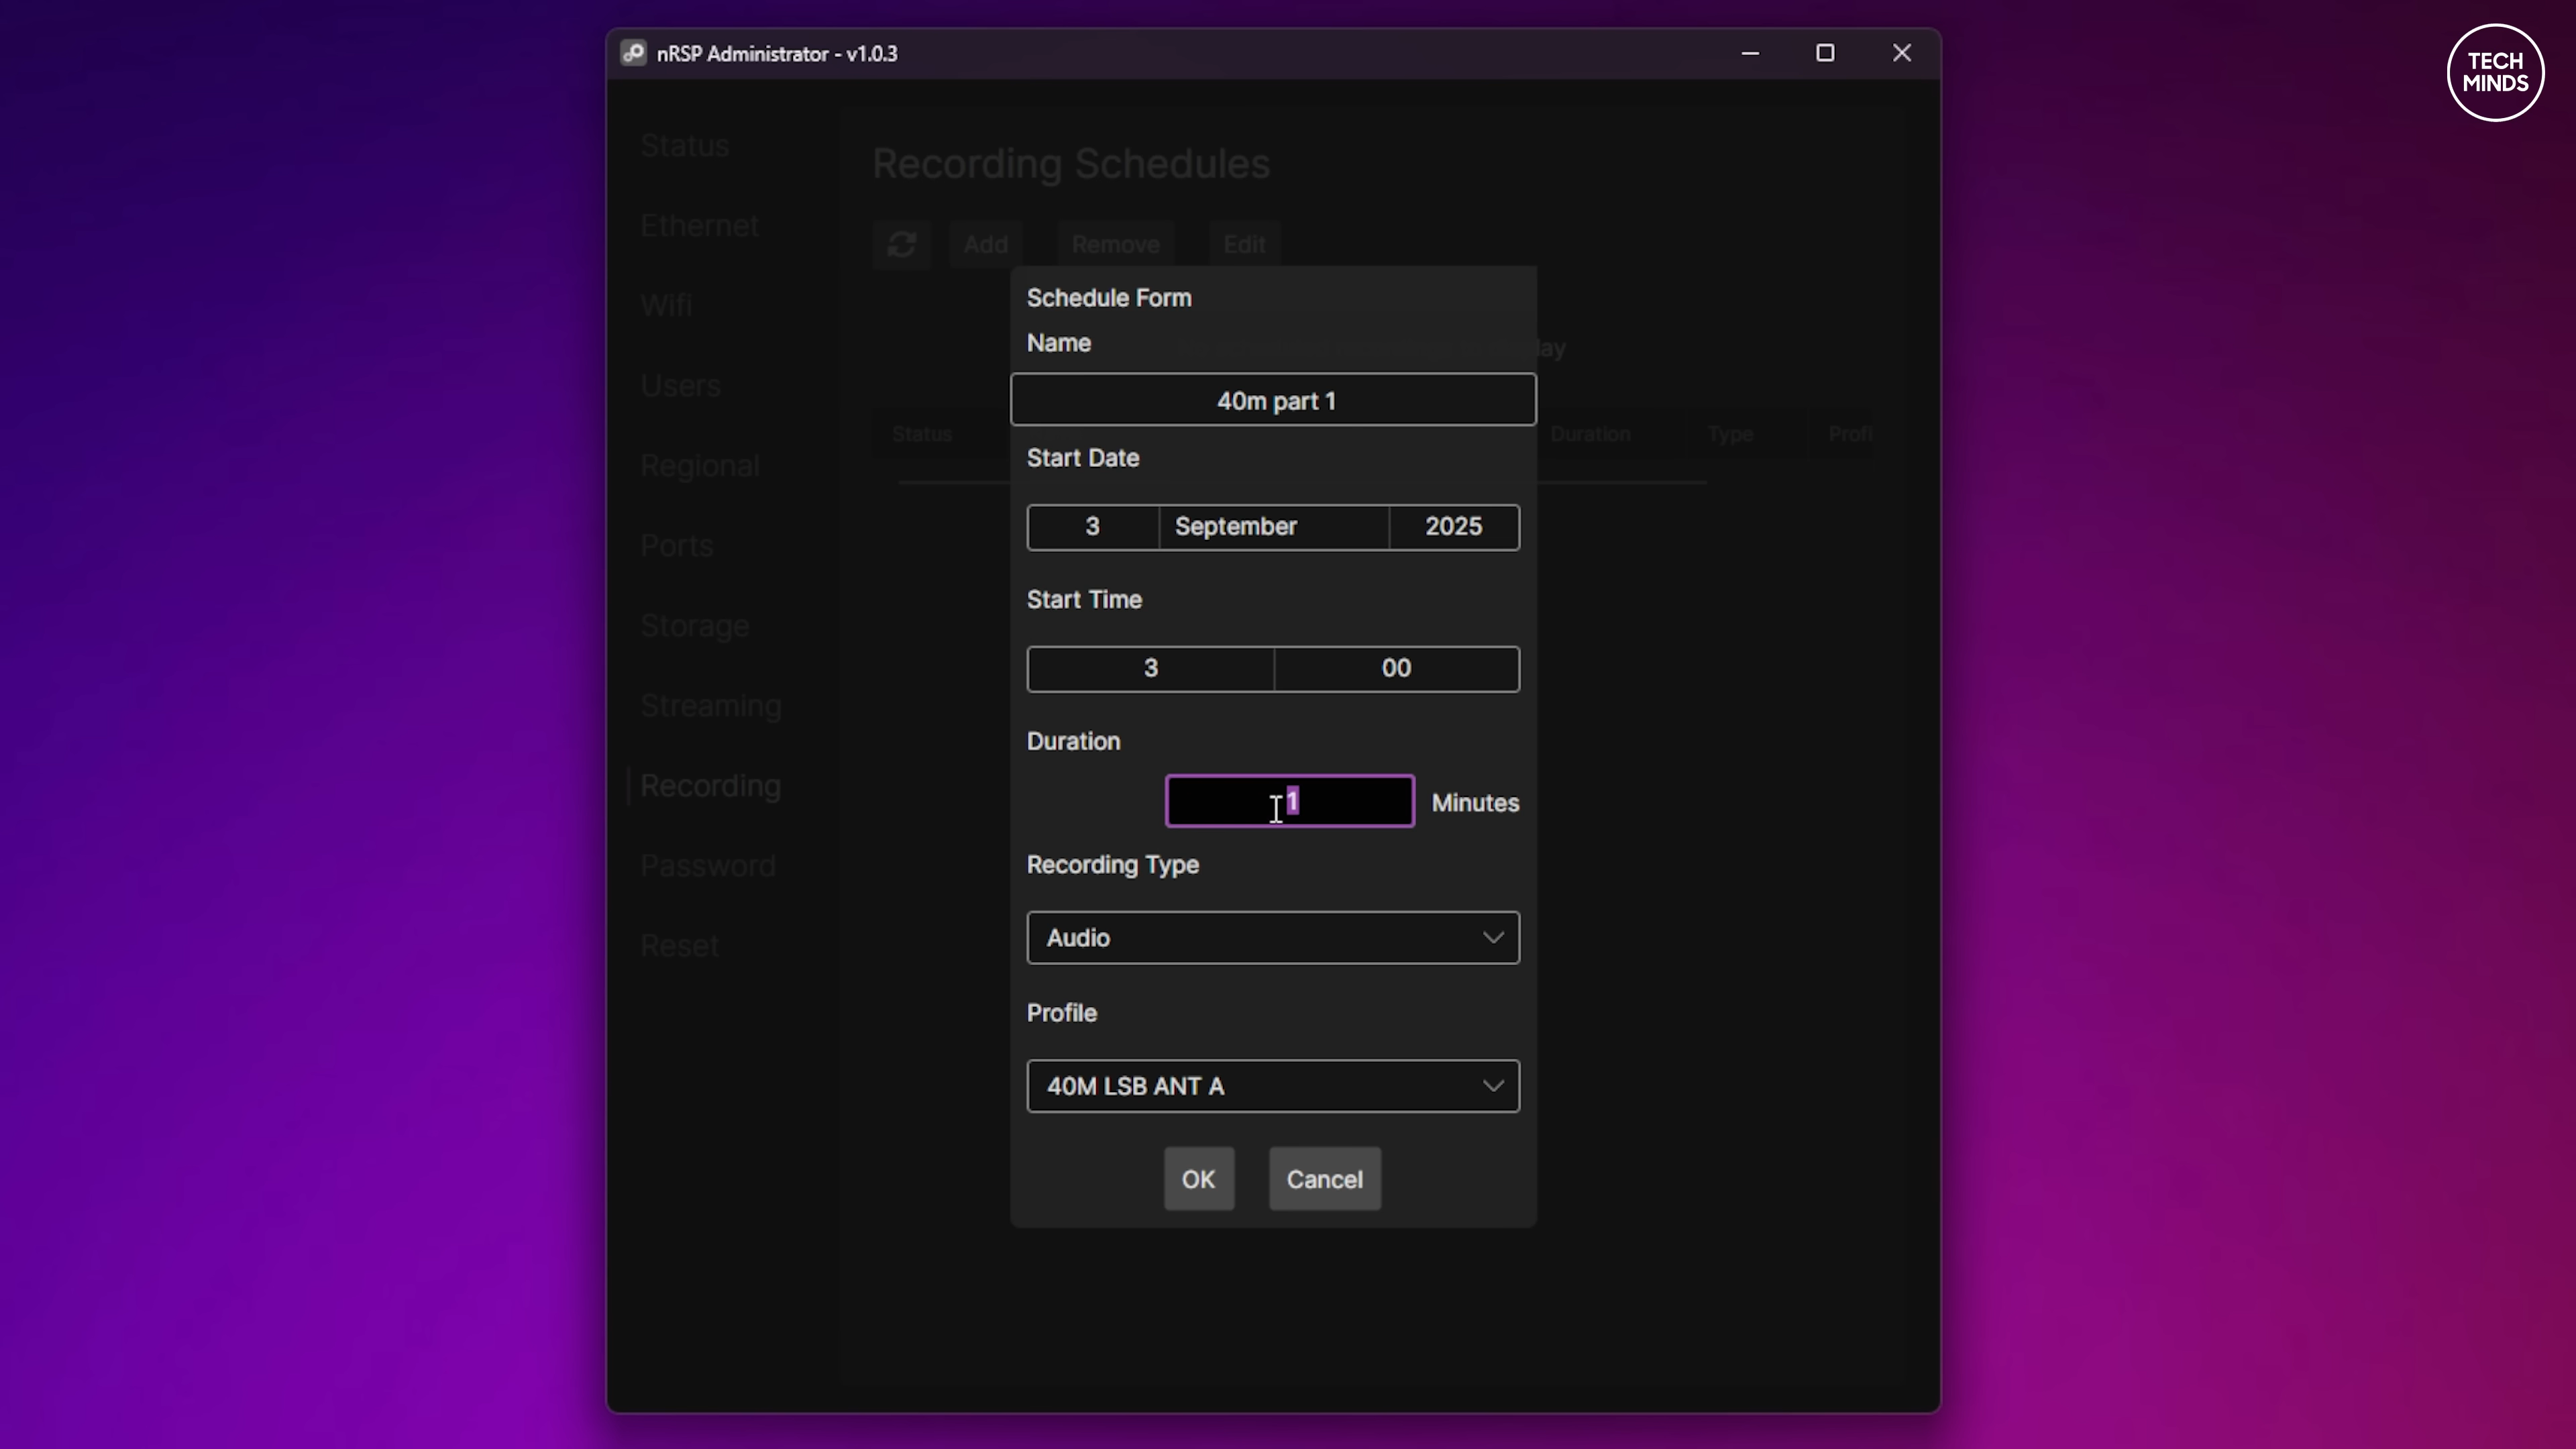 nRSP Administrator - v1.0.3
TECH
MINDS
Status
Ethernet
Wifi
Users
Regional
Ports
Storage
Streaming
Recording
Password
Reset
Recording Schedules
Add Remove Edit
Status Duration Type Profi
Schedule Form
Name
40m part 1
Start Date
3 September 2025
Start Time
3 00
Duration
1 Minutes
Recording Type
Audio
Profile
40M LSB ANT A
OK Cancel